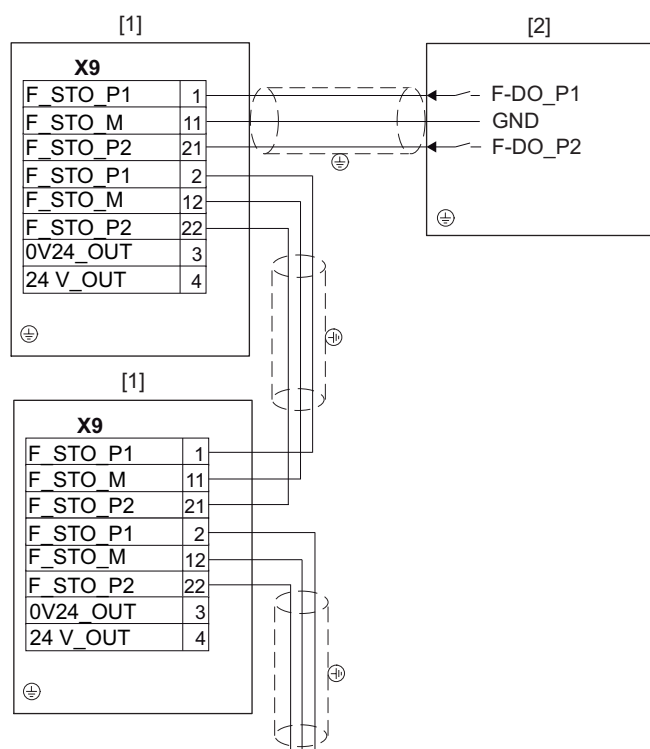 [1] [2]
X9
F_STO_P1 1 F-DO_P1
F_STO_M 11 GND
F_STO_P2 21 F-DO_P2
F_STO_P1 2
F_STO_M 12
F_STO_P2 22
0V24_OUT 3
24 V_OUT 4
[1]
X9
F_STO_P1 1
F_STO_M 11
F_STO_P2 21
F_STO_P1 2
F_STO_M 12
F_STO_P2 22
0V24_OUT 3
24 V_OUT 4